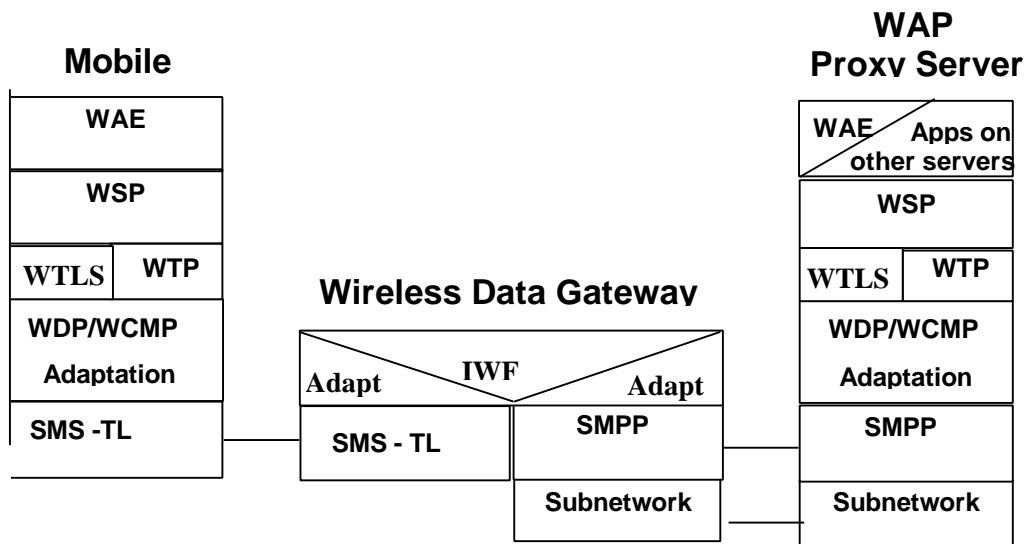 Mobile
WAE
WSP
WTLS
WTP
WDP/WCMP
Adaptation
SMS -TL
Wireless Data Gateway
Adapt
IWF
Adapt
SMS - TL
SMPP
Subnetwork
WAP
Proxy Server
WAE
Apps on
other servers
WSP
WTLS
WTP
WDP/WCMP
Adaptation
SMPP
Subnetwork